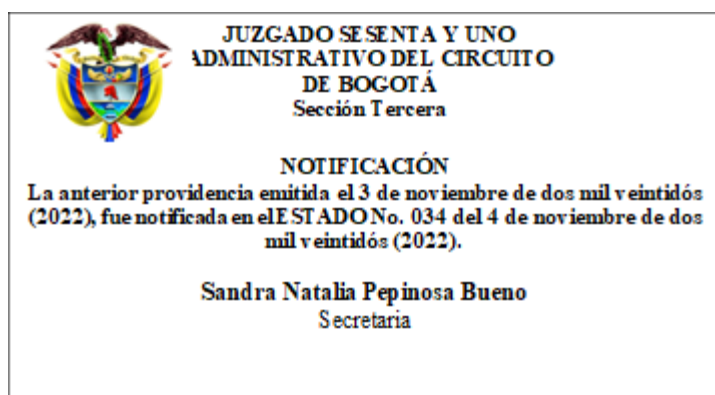 JUZGADO SESENTA Y UNO
ADMINISTRATIVO DEL CIRCUITO
DE BOGOTÁ
Sección Tercera
NOTIFICACIÓN
La anterior providencia emitida el 3 de noviembre de dos mil veintidós
(2022), fue notificada en el ESTADO No. 034 del 4 de noviembre de dos
mil veintidós (2022).
Sandra Natalia Pepinosa Bueno
Secretaria